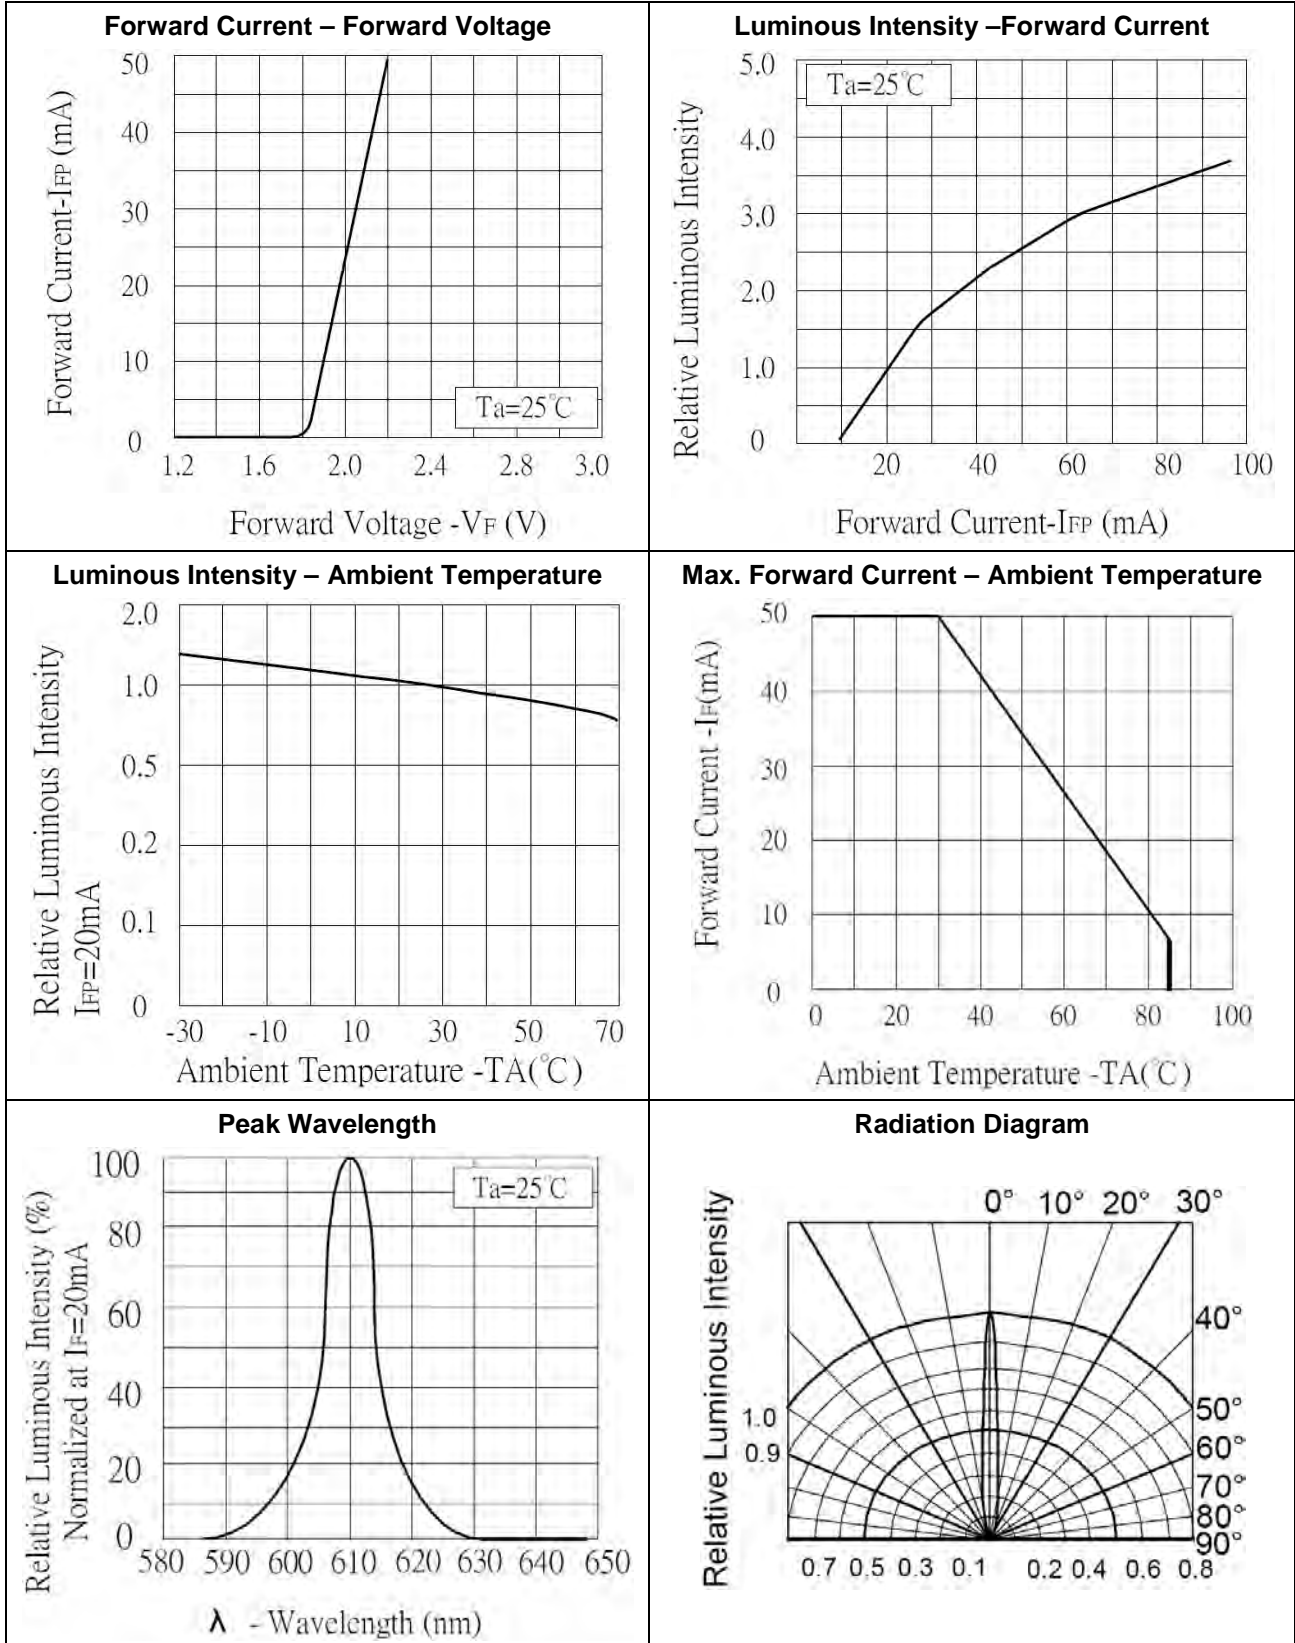 Forward Current – Forward Voltage
Forward Current-IFP (mA)
50
40
30
20
10
0
Ta=25℃
1.2 1.6 2.0 2.4 2.8 3.0
Forward Voltage -VF (V)
Luminous Intensity –Forward Current
Relative Luminous Intensity
5.0
Ta=25℃
4.0
3.0
2.0
1.0
0
20 40 60 80 100
Forward Current-IFP (mA)
Luminous Intensity – Ambient Temperature
Relative Luminous Intensity
IFP=20mA
2.0
1.0
0.5
0.2
0.1
0
-30 -10 10 30 50 70
Ambient Temperature -TA(℃)
Max. Forward Current – Ambient Temperature
Forward Current -IF(mA)
50
40
30
20
10
0
0 20 40 60 80 100
Ambient Temperature -TA(℃)
Peak Wavelength
Relative Luminous Intensity (%)
Normalized at IF=20mA
100
Ta=25℃
80
60
40
20
0
580 590 600 610 620 630 640 650
λ - Wavelength (nm)
Radiation Diagram
Relative Luminous Intensity
0° 10° 20° 30°
40°
50°
1.0
60°
0.9
70°
80°
90°
0.7 0.5 0.3 0.1 0.2 0.4 0.6 0.8